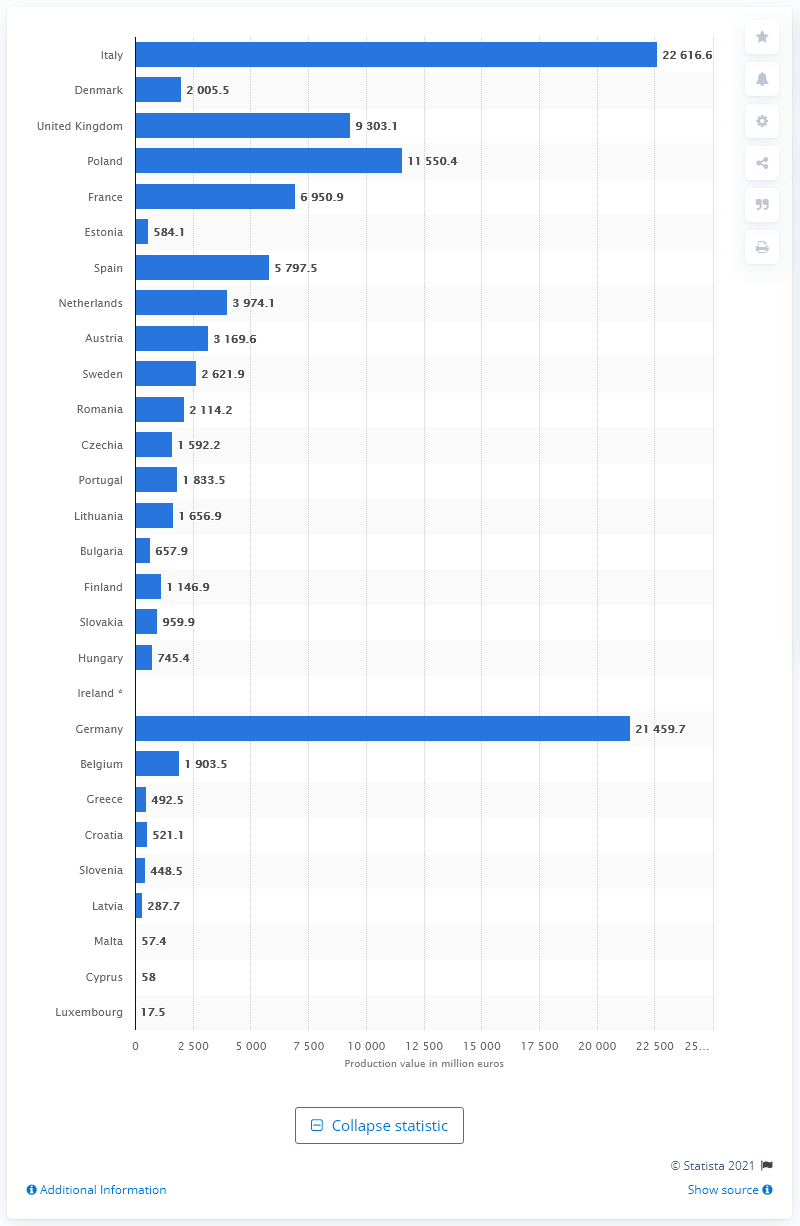 Italy 22 616.6
Denmark 2 005.5
United Kingdom 9 303.1
Poland 11 550.4
France 6 950.9
Estonia 584.1
Spain 5 797.5
Netherlands 3 974.1
Austria 3 169.6
Sweden 2 621.9
Romania 2 114.2
Czechia 1 592.2
Portugal 1 833.5
Lithuania 1 656.9
Bulgaria 657.9
Finland 1 146.9
Slovakia 959.9
Hungary 745.4
Ireland *
Germany 21 459.7
Belgium 1 903.5
Greece 492.5
Croatia 521.1
Slovenia 448.5
Latvia 287.7
Malta 57.4
Cyprus 58
Luxembourg 17.5
0 2 500 5 000 7 500 10 000 12 500 15 000 17 500 20 000 22 500 25...
Production value in million euros
Collapse statistic
© Statista 2021
Additional Information Show source